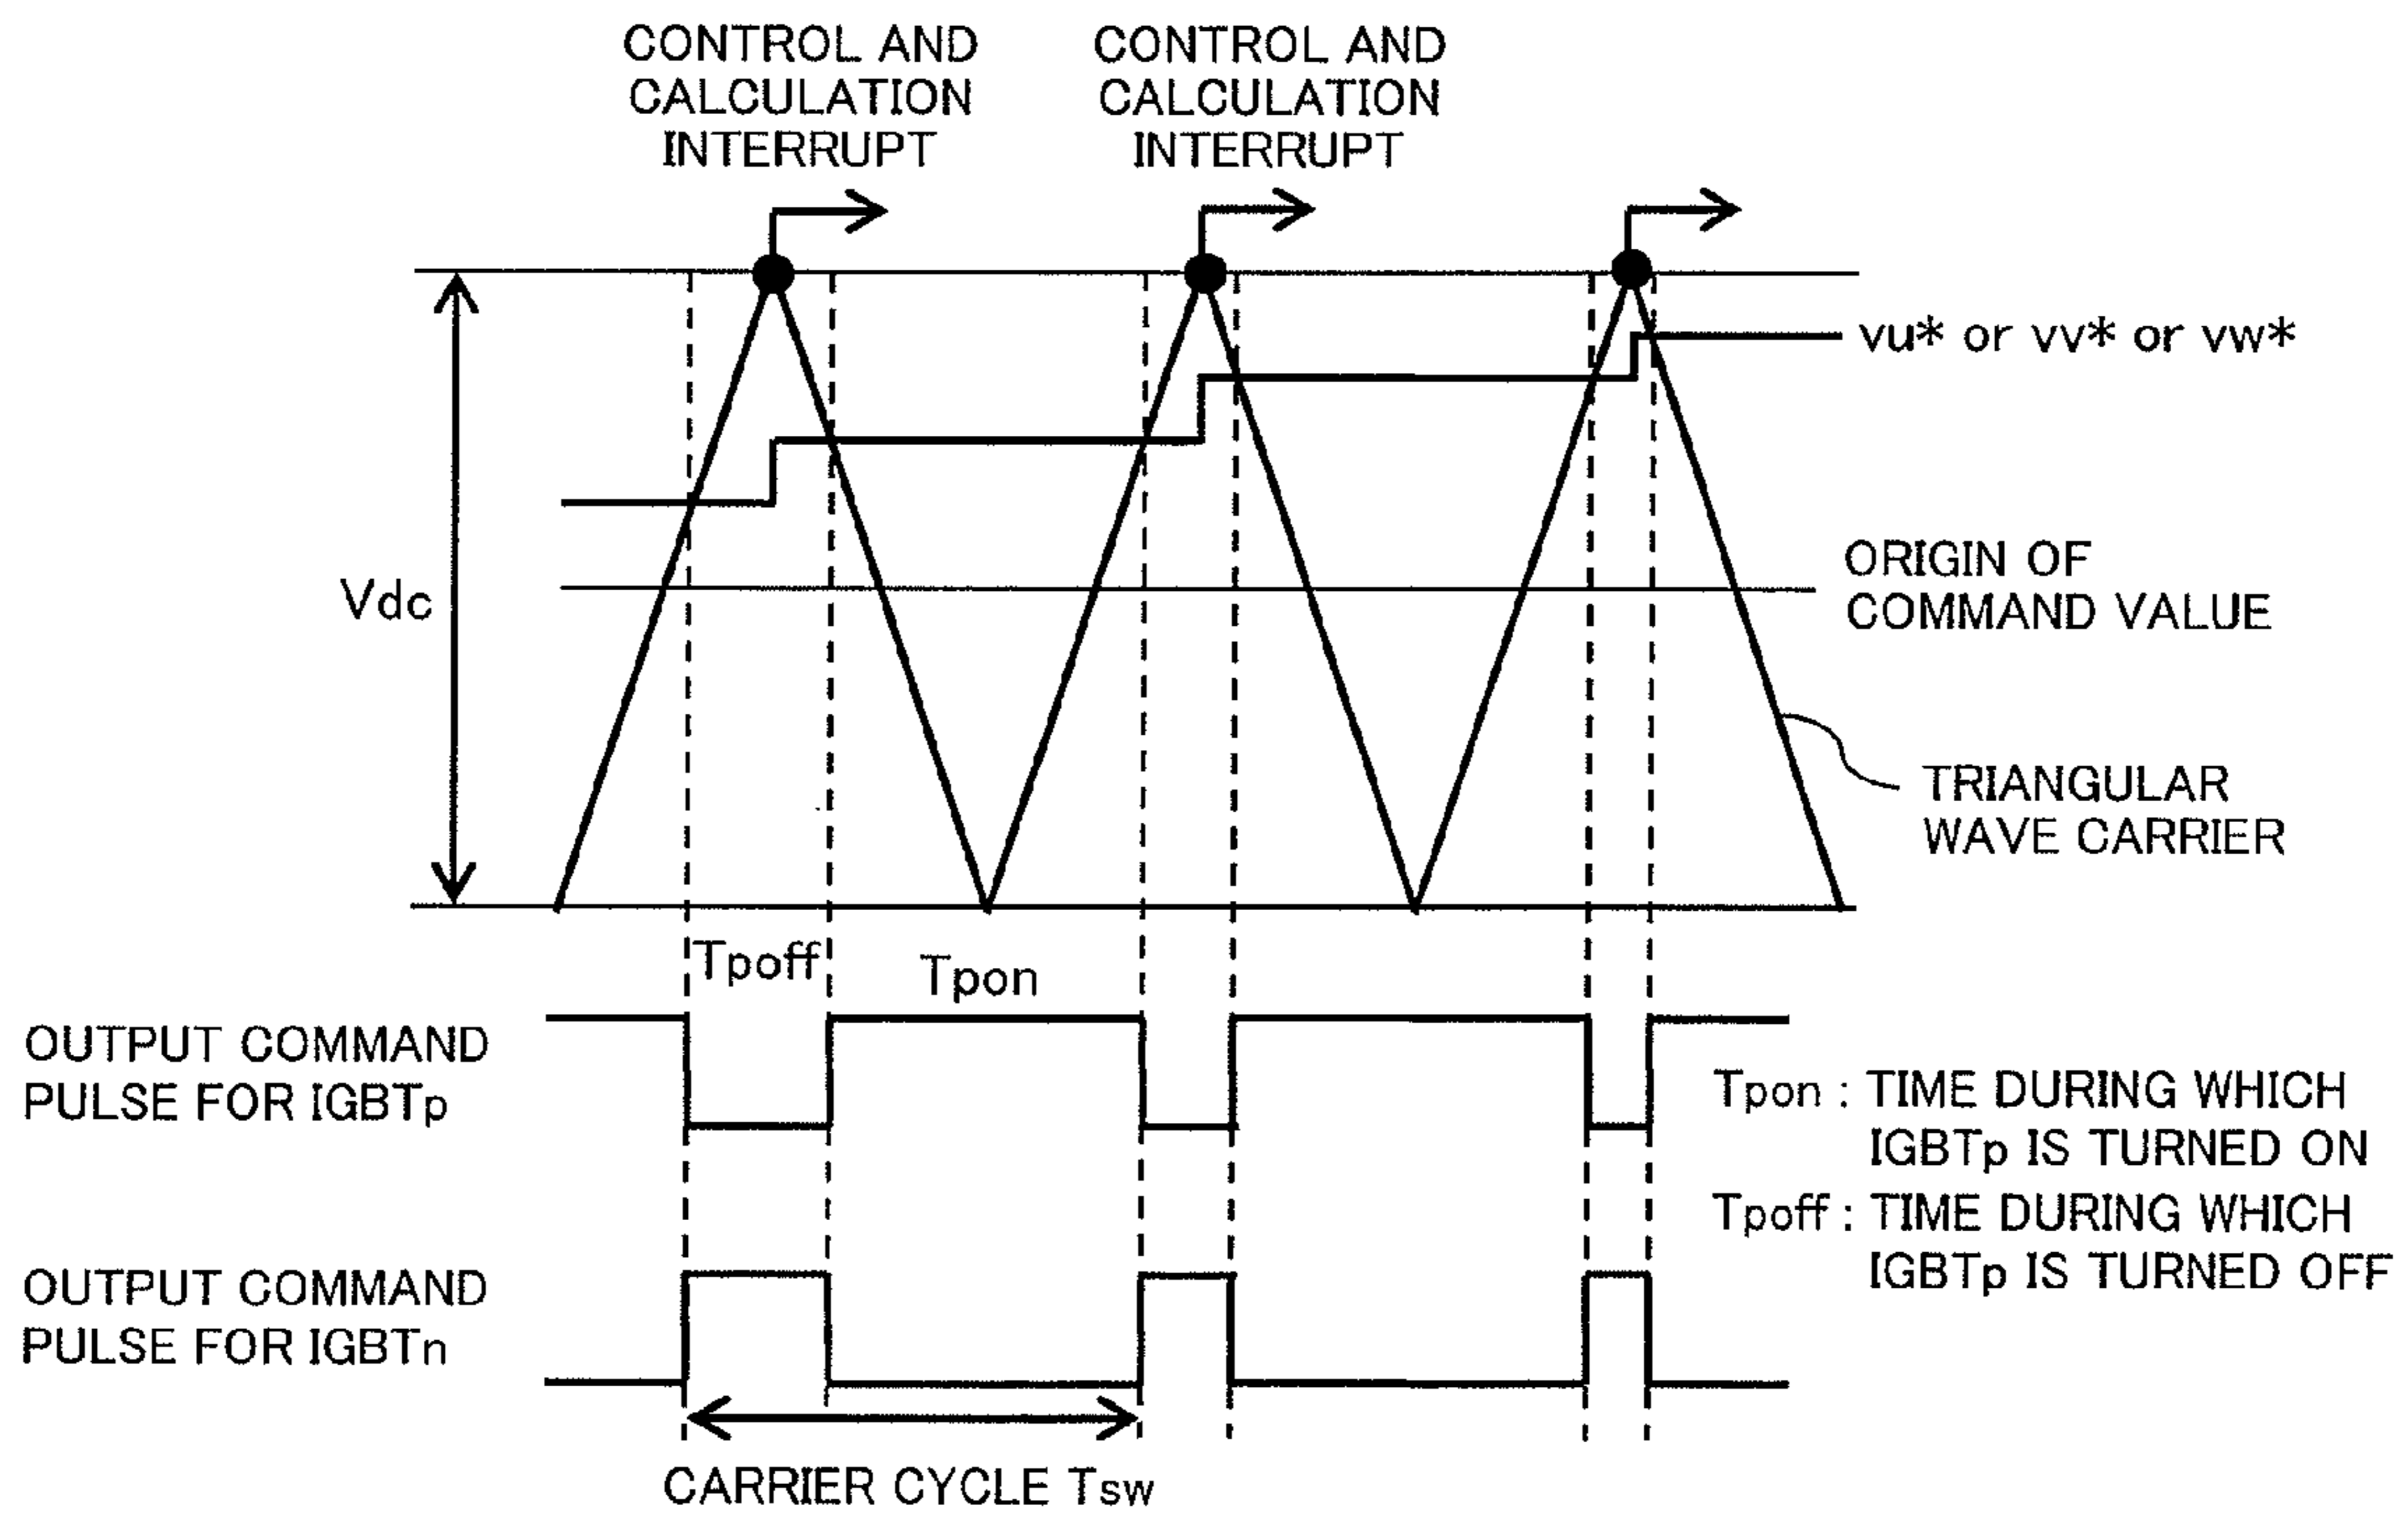 CONTROL AND
CALCULATION
INTERRUPT
CONTROL AND
CALCULATION
INTERRUPT
vu* or vv* or vw*
Vdc
ORIGIN OF
COMMAND VALUE
TRIANGULAR
WAVE CARRIER
Tpoff
Tpon
OUTPUT COMMAND
PULSE FOR IGBTp
Tpon : TIME DURING WHICH
IGBTp IS TURNED ON
Tpoff : TIME DURING WHICH
IGBTp IS TURNED OFF
OUTPUT COMMAND
PULSE FOR IGBTn
CARRIER CYCLE Tsw